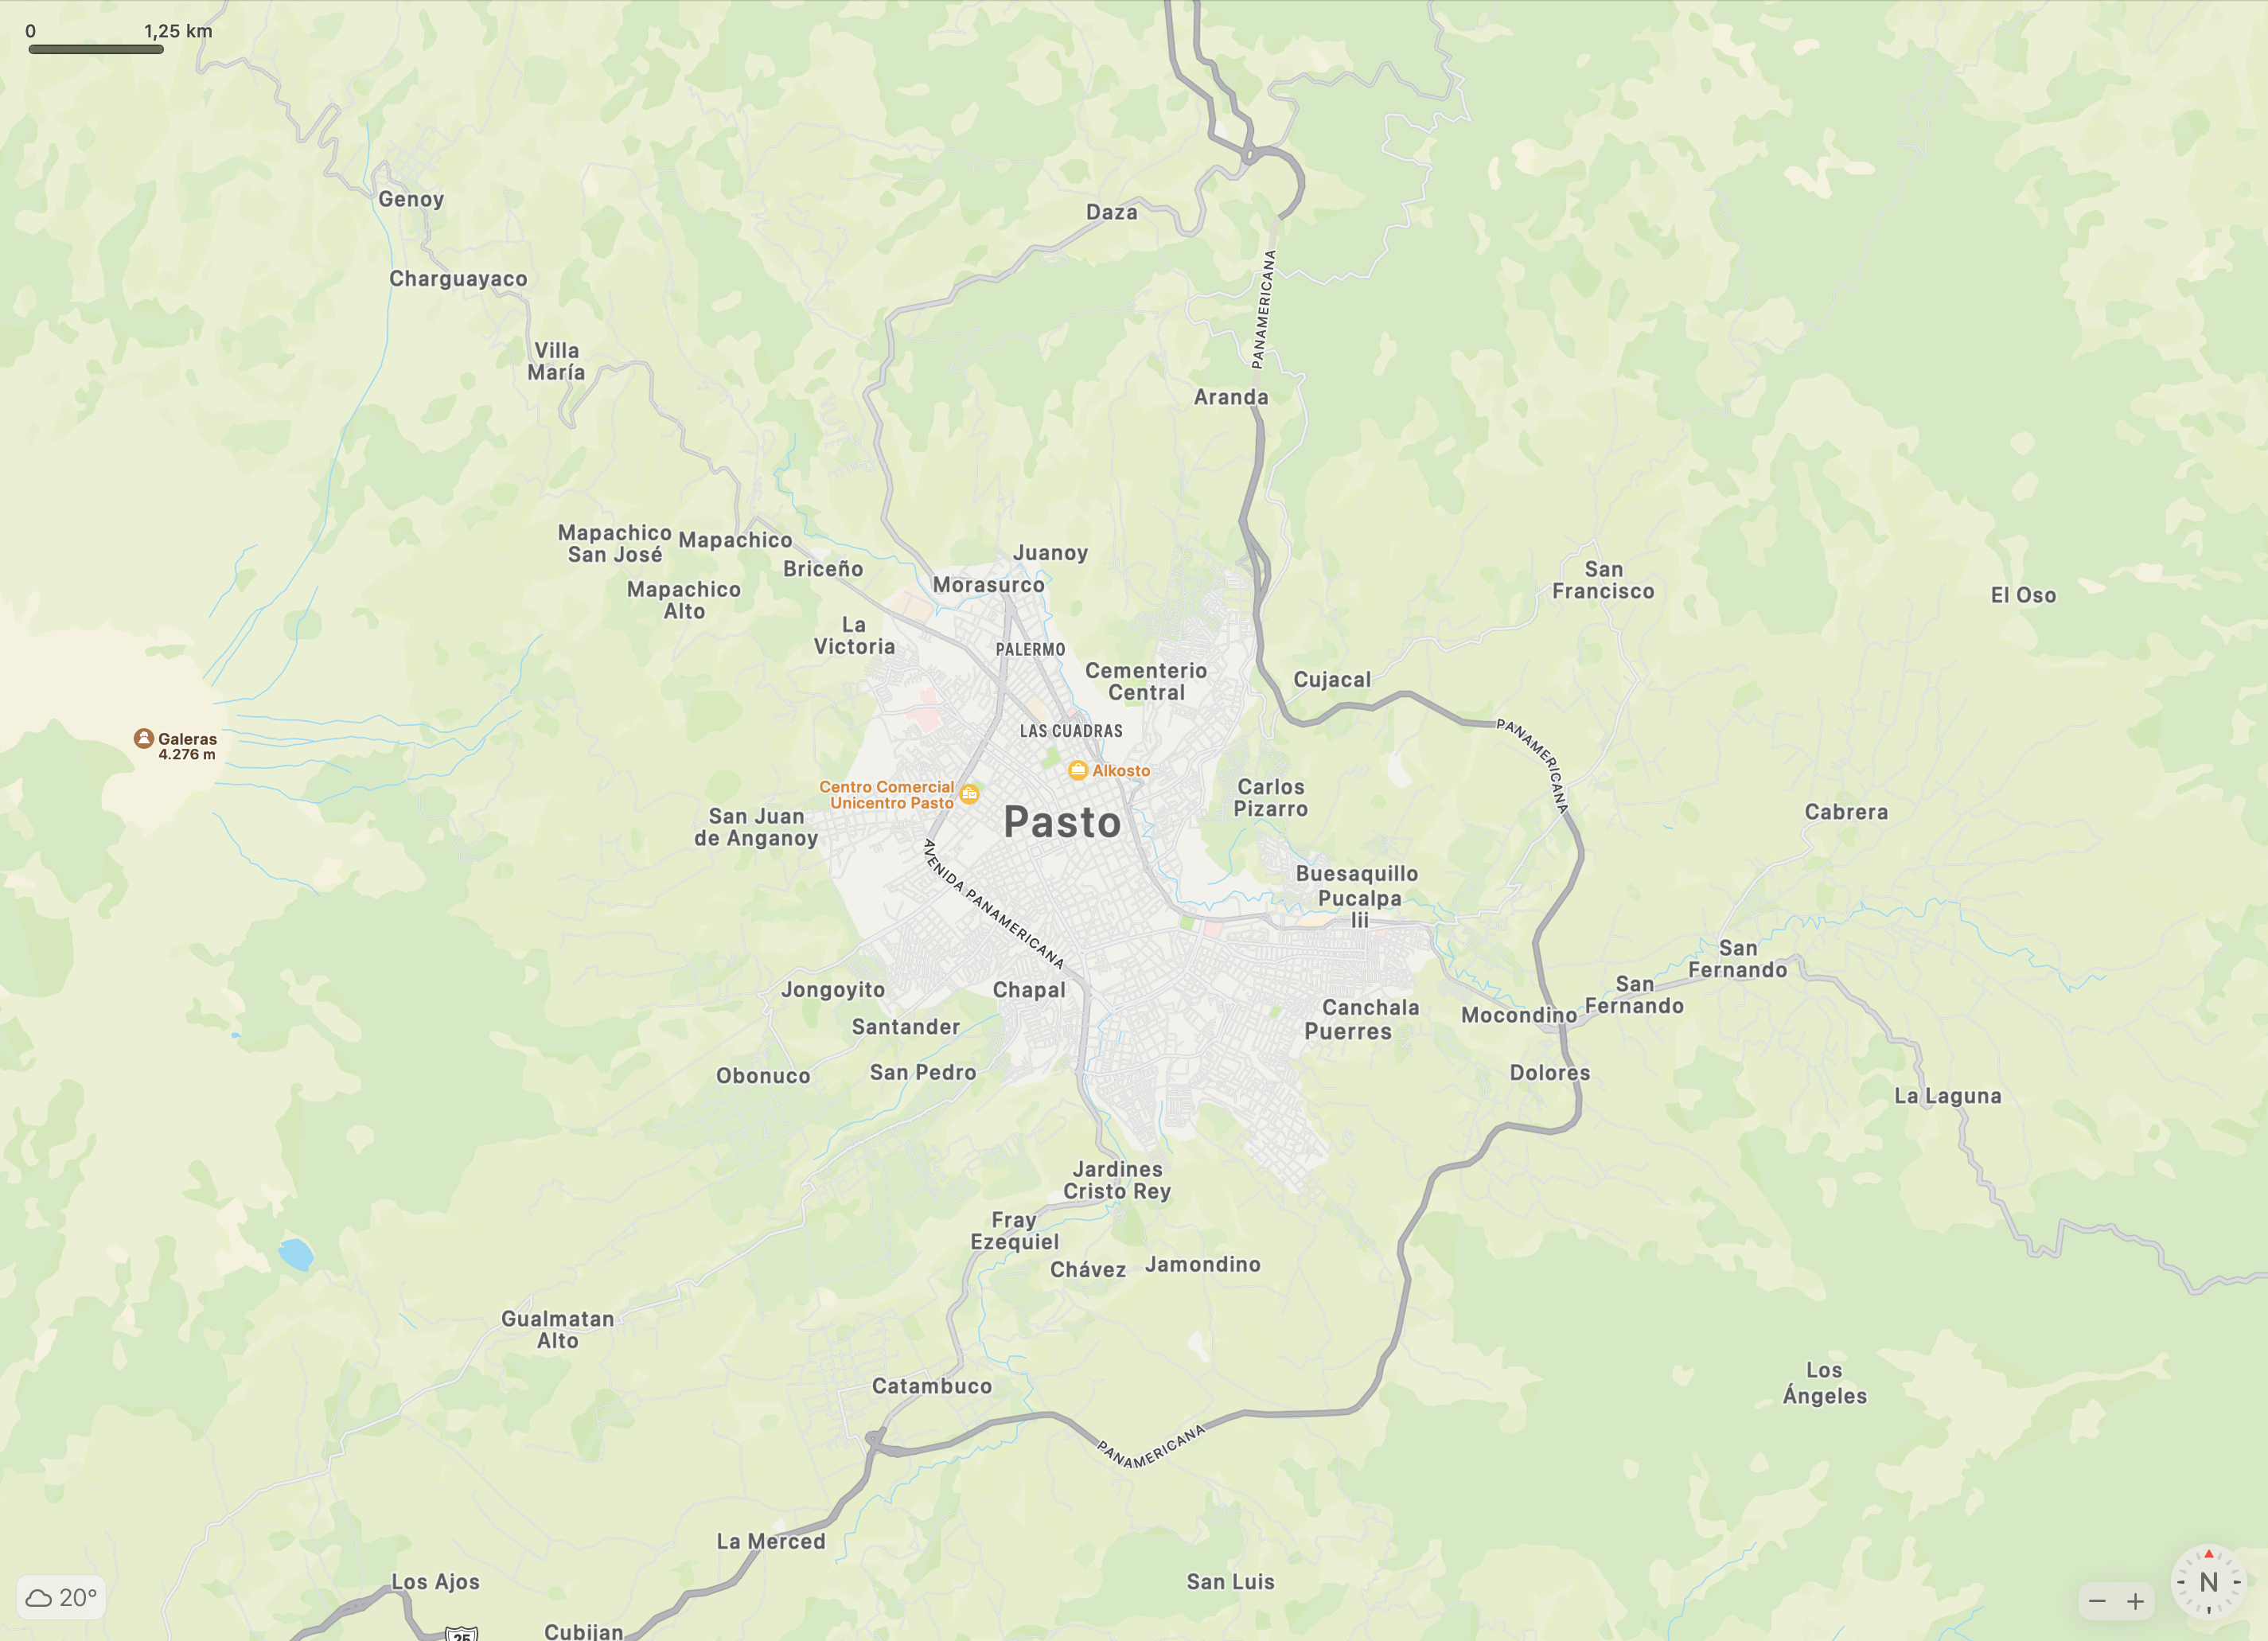 0 1,25 km
Genoy
Daza
Charguayaco
PANAMERICANA
Villa
María
Aranda
Mapachico
San José
Mapachico
Juanoy
Briceño
Morasurco
Mapachico
Alto
San
Francisco
El Oso
La
Victoria
PALERMO
Cementerio
Central
Cujacal
LAS CUADRAS
PANAMERICANA
Galeras
4.276 m
Alkosto
Centro Comercial
Unicentro Pasto
Carlos
Pizarro
San Juan
de Anganoy
Pasto
Cabrera
AVENIDA PANAMERICANA
Buesaquillo
Pucalpa
Iii
San
Fernando
Jongoyito
Chapal
San
Fernando
Canchala
Mocondino
Santander
Puerres
Obonuco
San Pedro
Dolores
La Laguna
Jardines
Cristo Rey
Fray
Ezequiel
Chávez
Jamondino
Gualmatan
Alto
Catambuco
Los
Ángeles
PANAMERICANA
La Merced
Los Ajos
San Luis
20°
Cubijan
25
N
− +